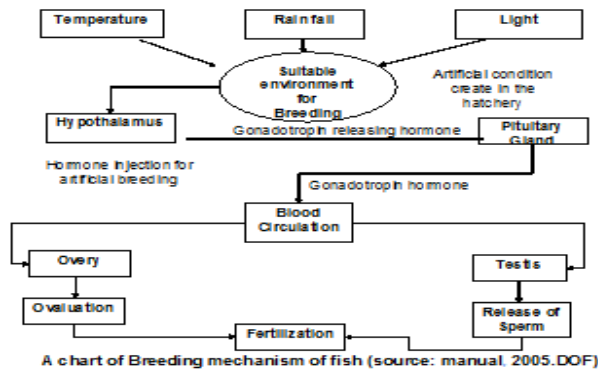 Temperature
Rainfall
Light
Suitable
environment
for
Breeding
Artificial condition
create in the
hatchery
Hypothalamus
Gonadotropin releasing hormone
Pituitary
Gland
Hormone injection for
artificial breeding
Gonadotropin hormone
Blood
Circulation
Overy
Testis
Ovaluation
Release of
Sperm
Fertilization
A chart of Breeding mechanism of fish (source: manual, 2005.DOF)